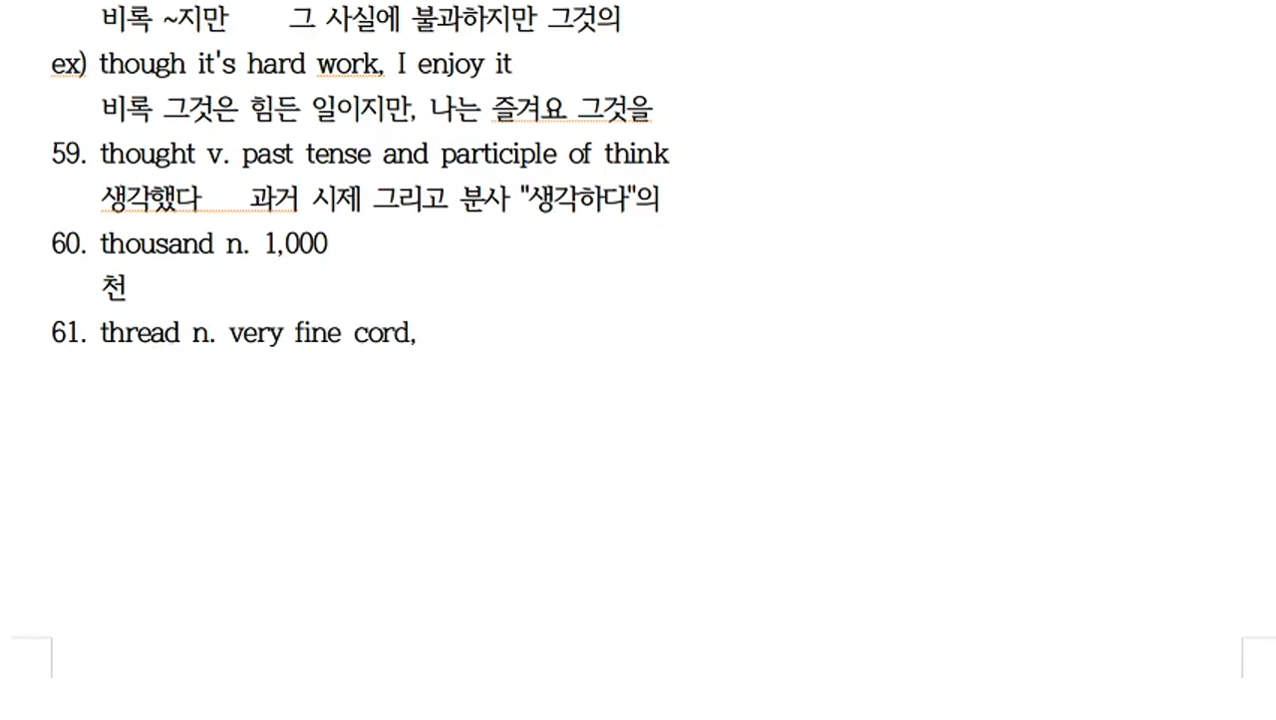 비록 ~지만 그 사실에 불과하지만 그것의
ex) though it's hard work, I enjoy it
비록 그것은 힘든 일이지만, 나는 즐겨요 그것을
59. thought v. past tense and participle of think
생각했다 과거 시제 그리고 분사 "생각하다"의
60. thousand n. 1,000
천
61. thread n. very fine cord,